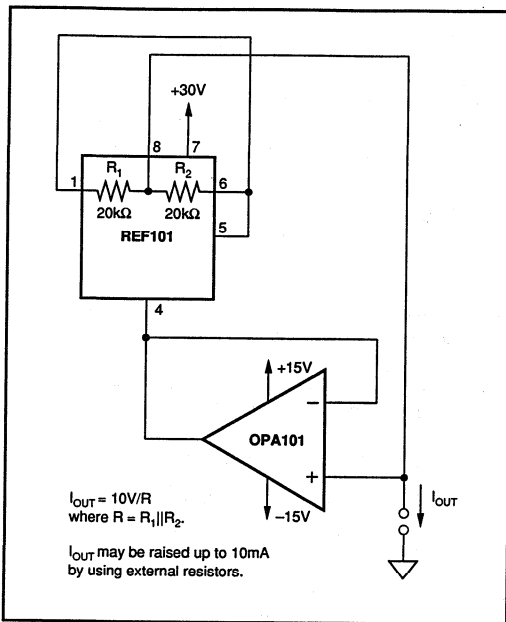 +30V
8 7
R1 R2
1 6
20kΩ 20kΩ
REF101 5
4
+15V
−
OPA101
+
IOUT
−15V
IOUT = 10V/R
where R = R1||R2.
IOUT may be raised up to 10mA
by using external resistors.